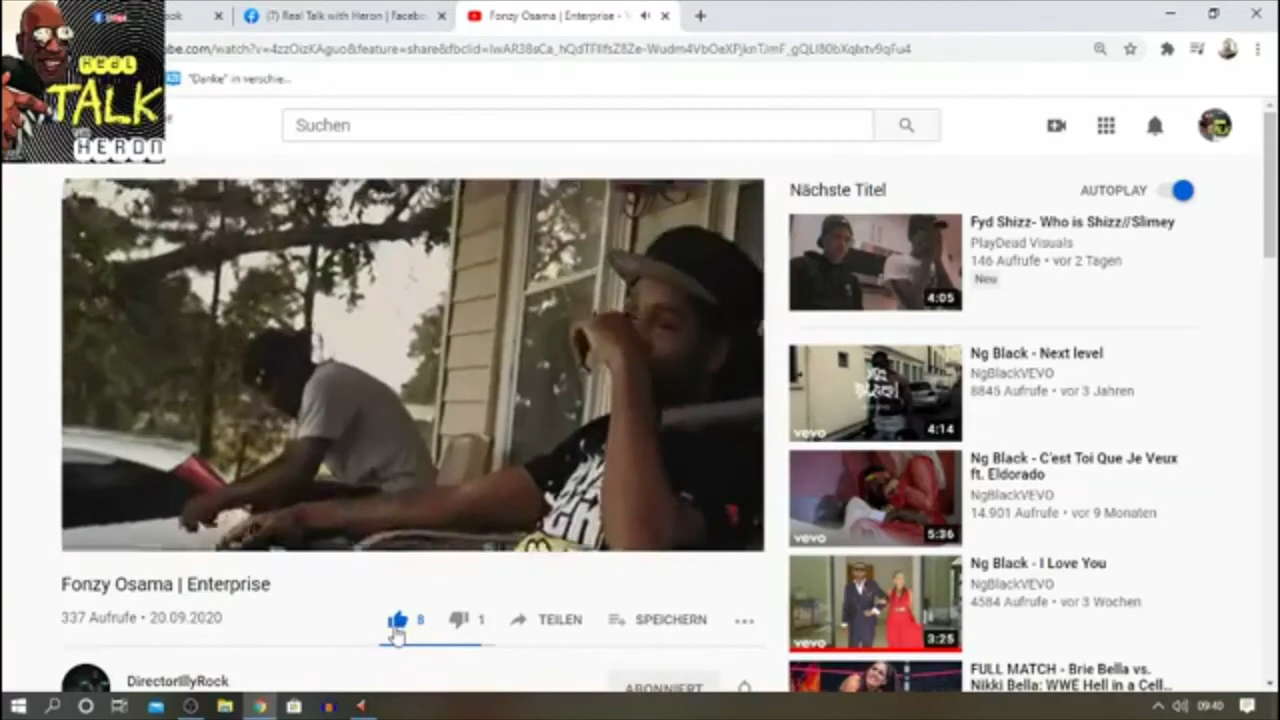 (7) Real Talk with Heron | Facebo
Fonzy Osama | Enterprise -
"Danke" in verschie...
REAL
TALK
HERON
Suchen
Nächste Titel
AUTOPLAY
Fyd Shizz- Who is Shizz//Slimey
PlayDead Visuals
146 Aufrufe • vor 2 Tagen
Neu
4:05
Ng Black - Next level
NgBlackVEVO
8845 Aufrufe • vor 3 Jahren
vevo
4:14
Ng Black - C'est Toi Que Je Veux
ft. Eldorado
NgBlackVEVO
14.901 Aufrufe • vor 9 Monaten
vevo
5:36
Ng Black - I Love You
NgBlackVEVO
4584 Aufrufe • vor 3 Wochen
vevo
3:25
FULL MATCH - Brie Bella vs.
Nikki Bella: WWE Hell in a Cell...
Fonzy Osama | Enterprise
337 Aufrufe • 20.09.2020
8
1
TEILEN
SPEICHERN
DirectorIllyRock
ABONNIERT
09:40